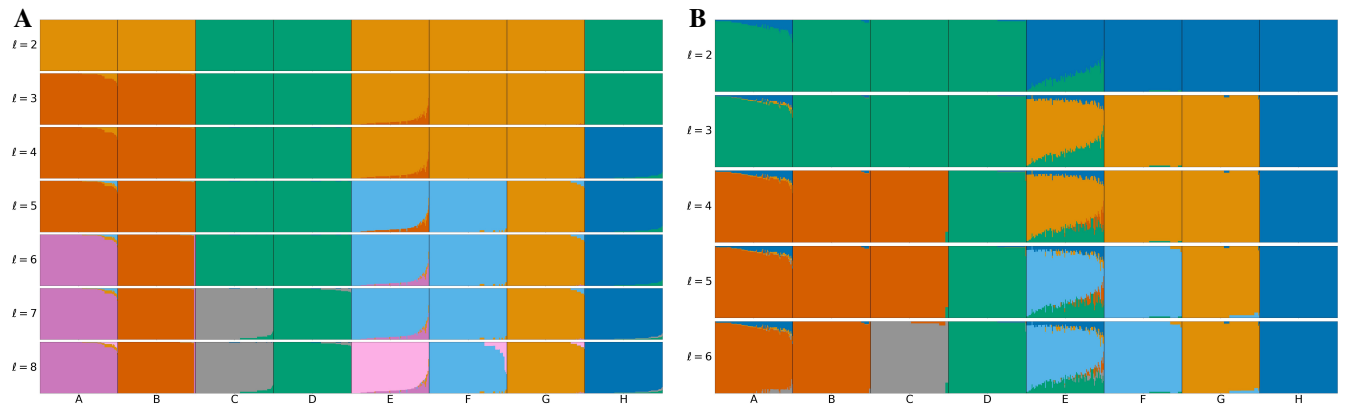 A
ℓ = 2
ℓ = 3
ℓ = 4
ℓ = 5
ℓ = 6
ℓ = 7
ℓ = 8
A B C D E F G H
B
ℓ = 2
ℓ = 3
ℓ = 4
ℓ = 5
ℓ = 6
A B C D E F G H